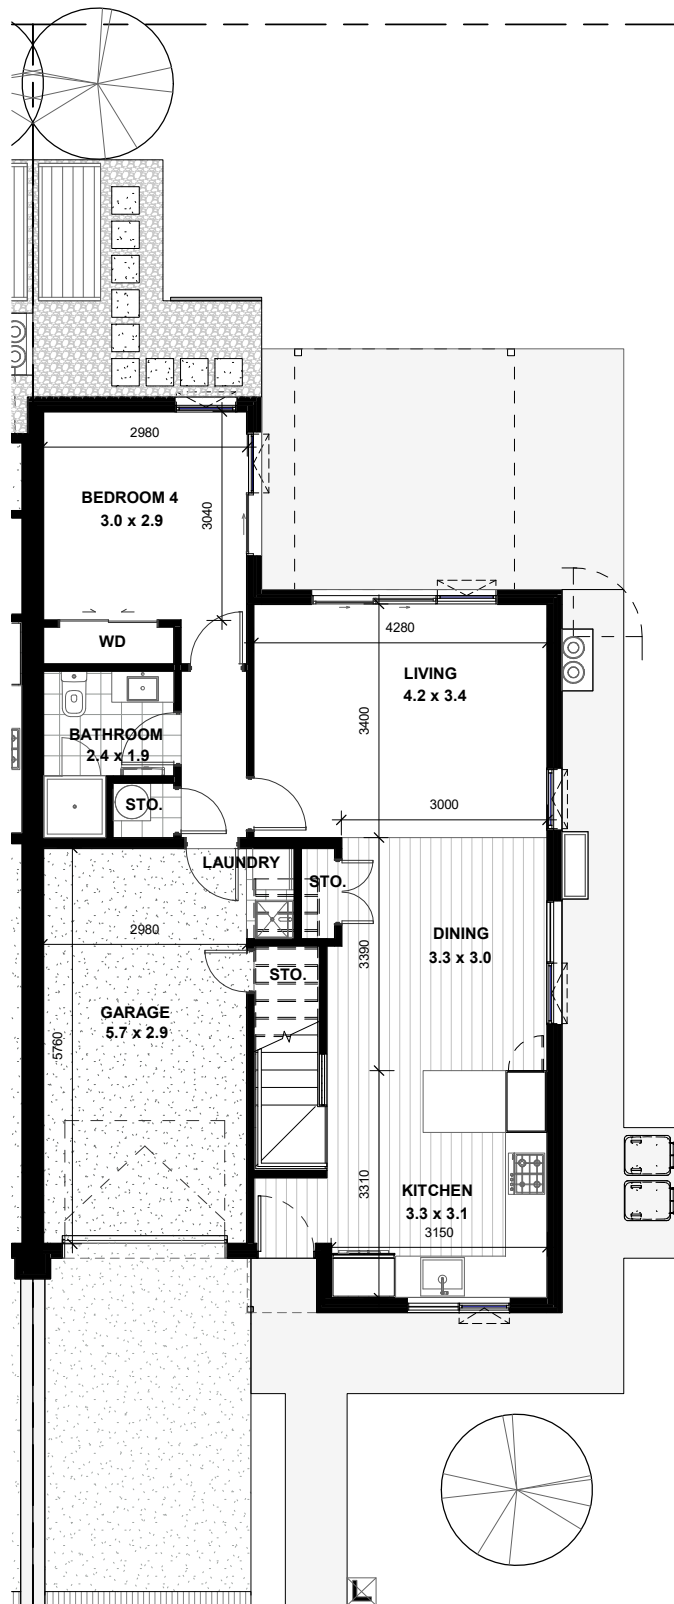 2980
BEDROOM 4
3.0 x 2.9
3040
WD
4280
LIVING
4.2 x 3.4
3400
BATHROOM
2.4 x 1.9
STO.
3000
LAUNDRY
STO.
2980
DINING
3.3 x 3.0
3390
STO.
GARAGE
5.7 x 2.9
5760
3310
KITCHEN
3.3 x 3.1
3150
L